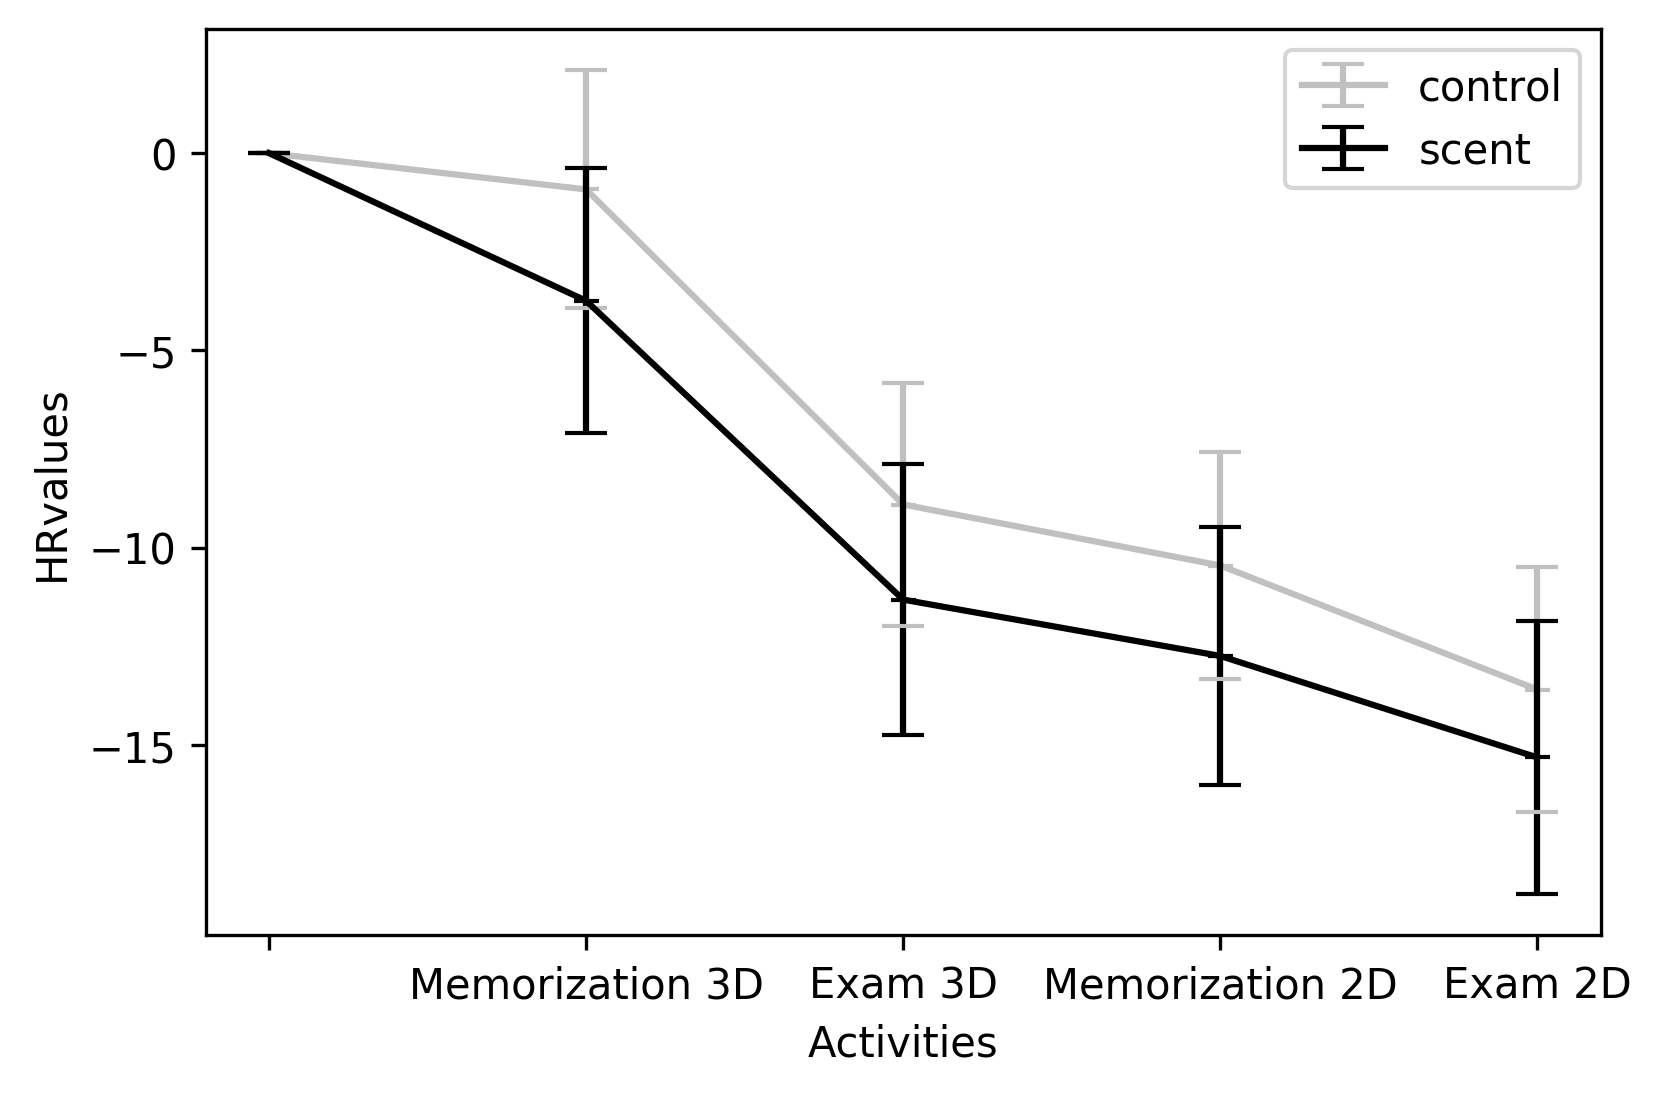 control
scent
0
−5
−10
−15
HRvalues
Memorization 3D Exam 3D Memorization 2D Exam 2D
Activities